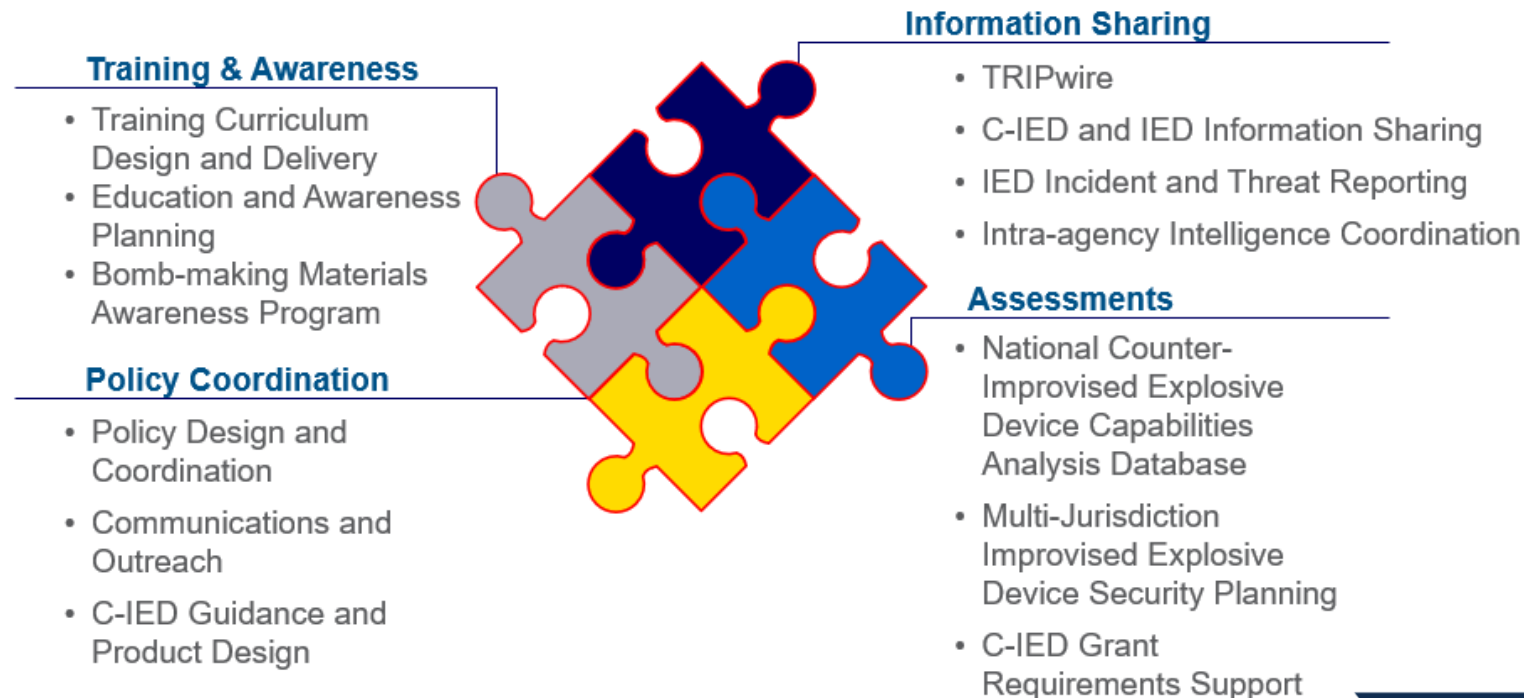 Training & Awareness
• Training Curriculum
Design and Delivery
• Education and Awareness
Planning
• Bomb-making Materials
Awareness Program
Policy Coordination
• Policy Design and
Coordination
• Communications and
Outreach
• C-IED Guidance and
Product Design
Information Sharing
• TRIPwire
• C-IED and IED Information Sharing
• IED Incident and Threat Reporting
• Intra-agency Intelligence Coordination
Assessments
• National Counter-
Improvised Explosive
Device Capabilities
Analysis Database
• Multi-Jurisdiction
Improvised Explosive
Device Security Planning
• C-IED Grant
Requirements Support